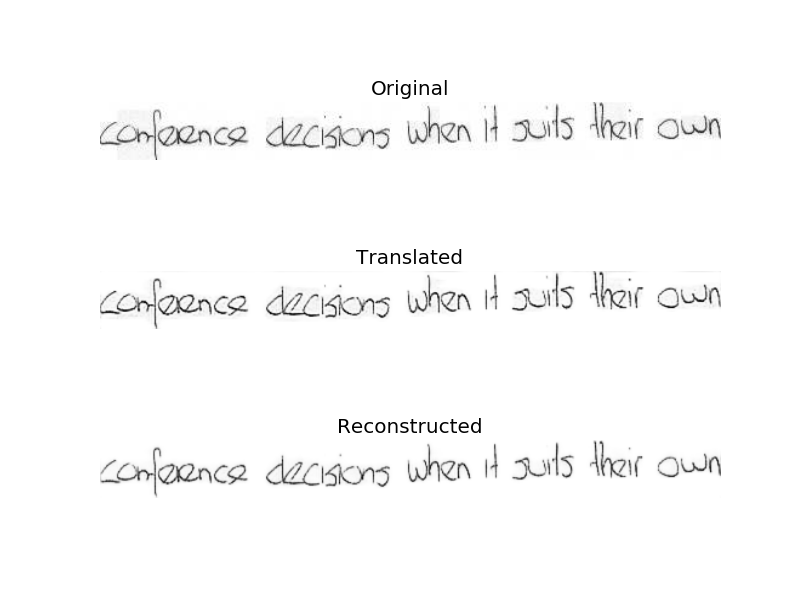 Original
conference decisions when it suits their own
Translated
conference decisions when it suits their own
Reconstructed
conference decisions when it suits their own